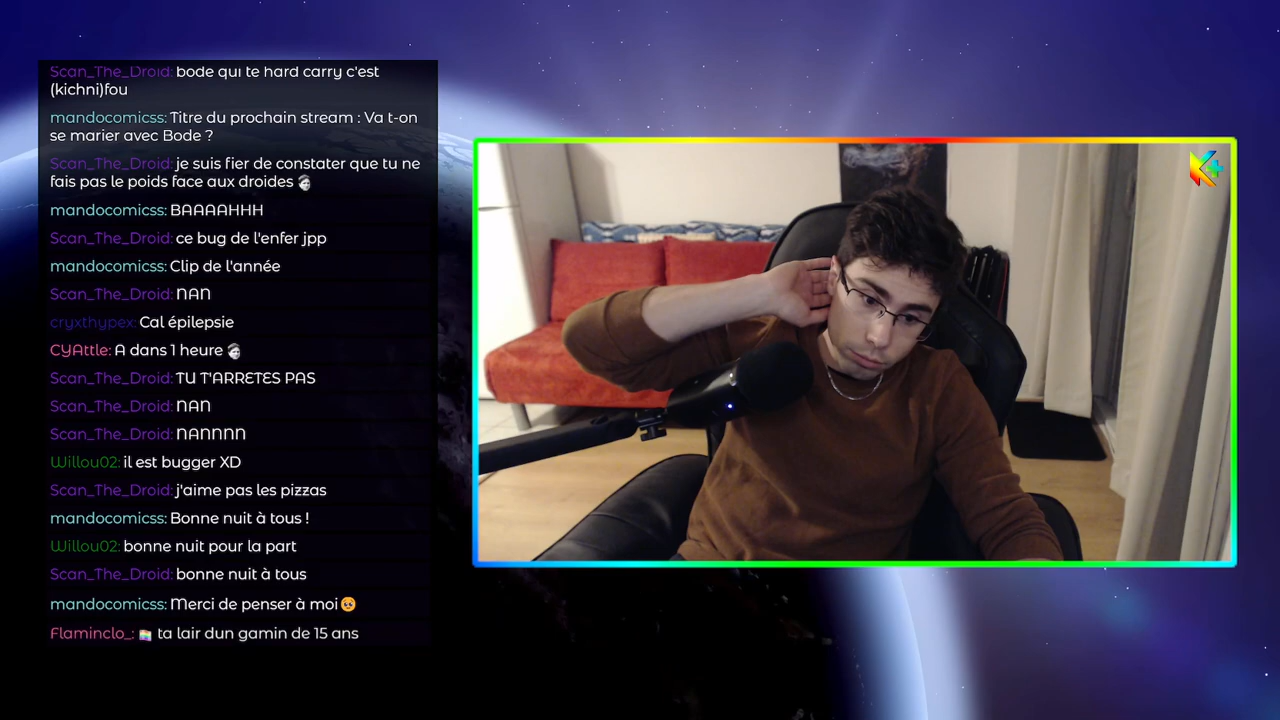 Scan_The_Droid: bode qui te hard carry c'est
(kichni)fou
mandocomicss: Titre du prochain stream : Va t-on
se marier avec Bode ?
Scan_The_Droid: je suis fier de constater que tu ne
fais pas le poids face aux droides
mandocomicss: BAAAAHHH
Scan_The_Droid: ce bug de l'enfer jpp
mandocomicss: Clip de l'année
Scan_The_Droid: NAN
cryxthypex: Cal épilepsie
CYAttle: A dans 1 heure
Scan_The_Droid: TU T'ARRETES PAS
Scan_The_Droid: NAN
Scan_The_Droid: NANNNN
Willou02: il est bugger XD
Scan_The_Droid: j'aime pas les pizzas
mandocomicss: Bonne nuit à tous !
Willou02: bonne nuit pour la part
Scan_The_Droid: bonne nuit à tous
mandocomicss: Merci de penser à moi🥺
Flaminclo_: ta lair dun gamin de 15 ans
K+